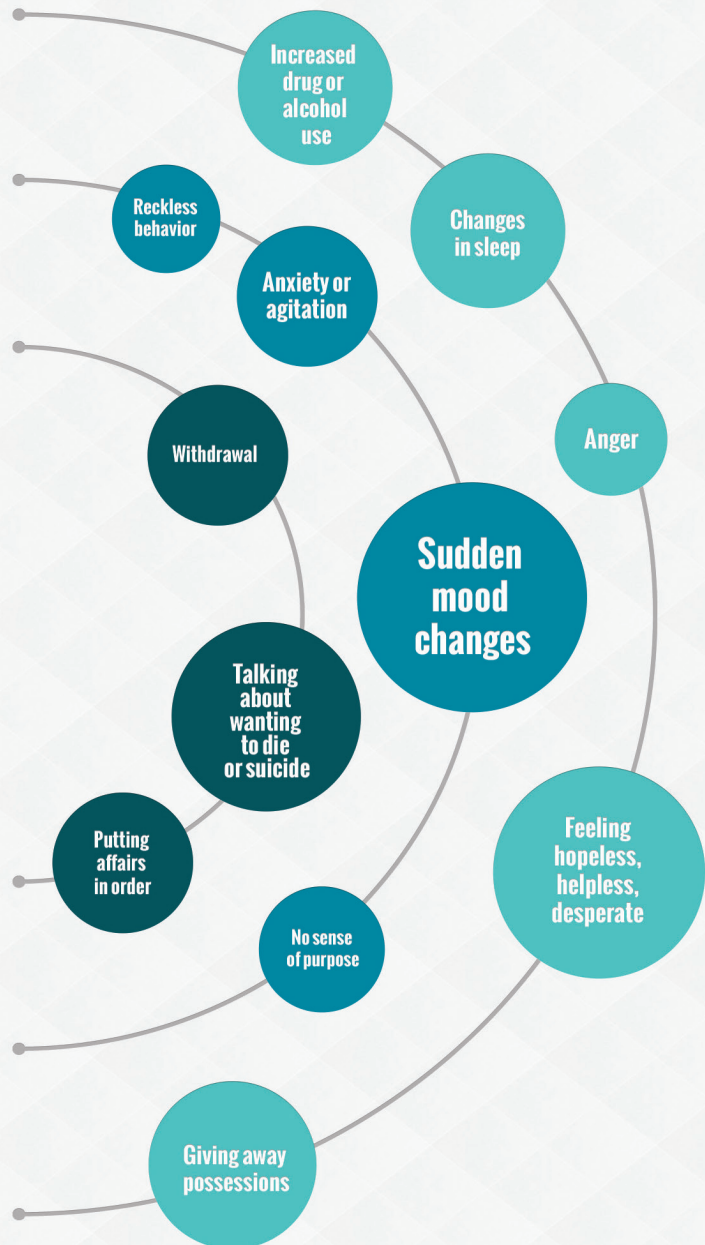 Increased
drug or
alcohol
use
Reckless
behavior
Changes
in sleep
Anxiety or
agitation
Anger
Withdrawal
Sudden
mood
changes
Talking
about
wanting
to die
or suicide
Putting
affairs
in order
Feeling
hopeless,
helpless,
desperate
No sense
of purpose
Giving away
possessions